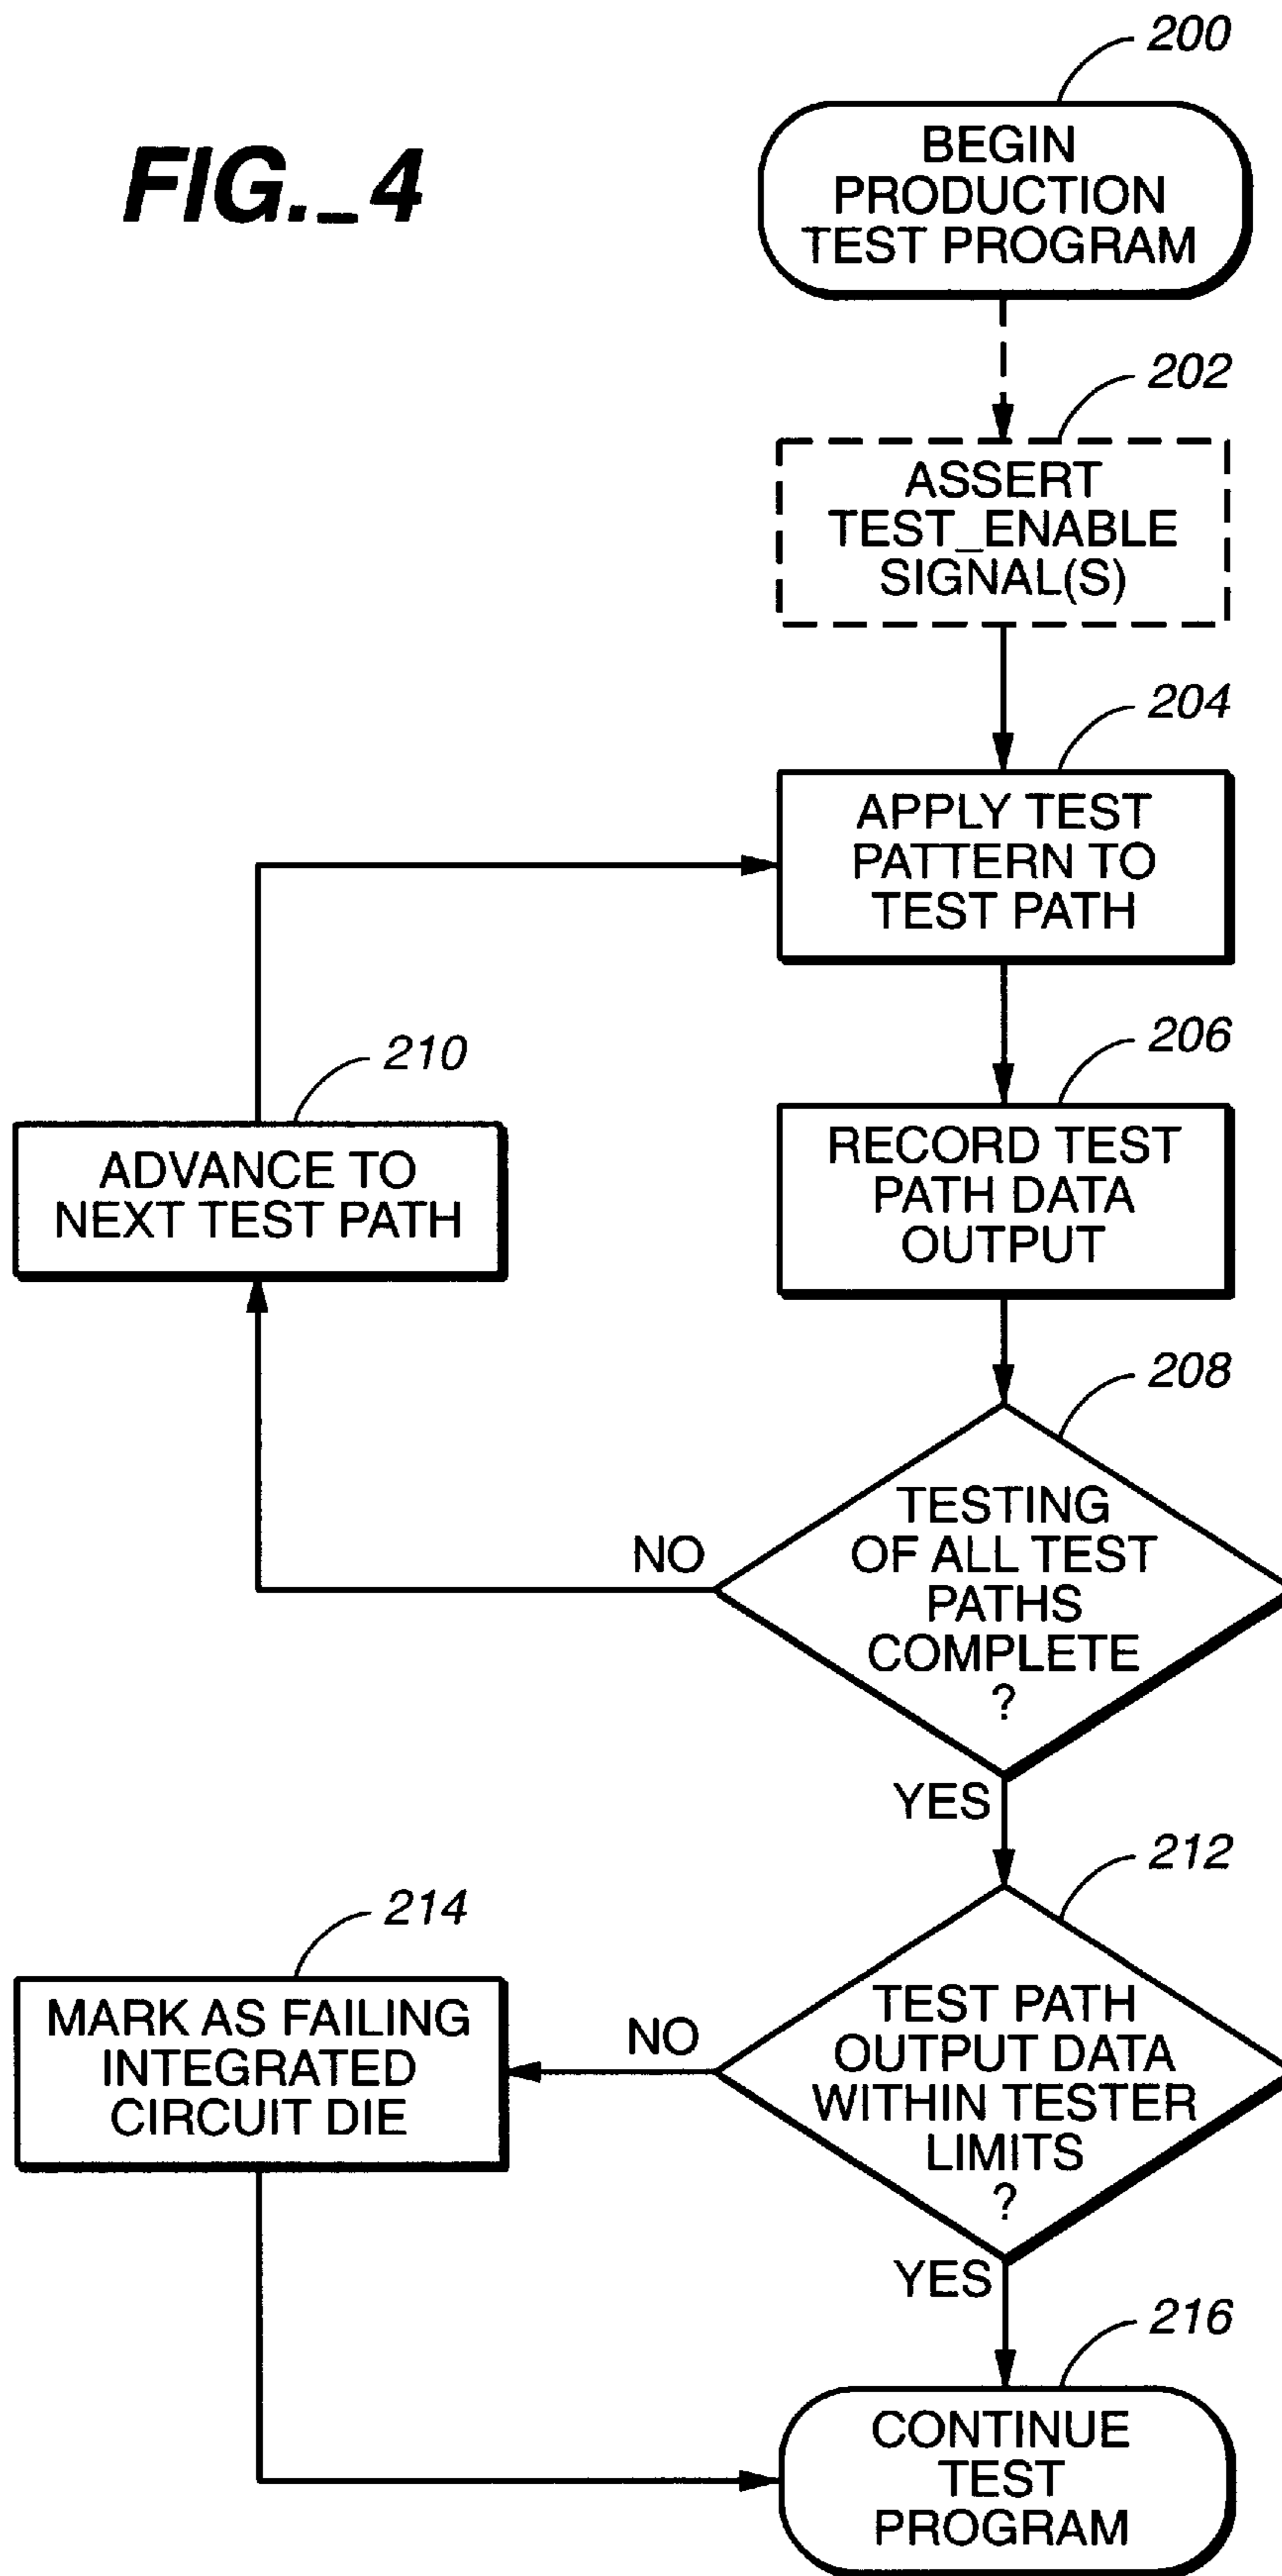 FIG._4
200
BEGIN
PRODUCTION
TEST PROGRAM
202
ASSERT
TEST_ENABLE
SIGNAL(S)
204
APPLY TEST
PATTERN TO
TEST PATH
206
RECORD TEST
PATH DATA
OUTPUT
210
ADVANCE TO
NEXT TEST PATH
208
TESTING
OF ALL TEST
PATHS
COMPLETE
?
NO
YES
212
TEST PATH
OUTPUT DATA
WITHIN TESTER
LIMITS
?
NO
214
MARK AS FAILING
INTEGRATED
CIRCUIT DIE
YES
216
CONTINUE
TEST
PROGRAM